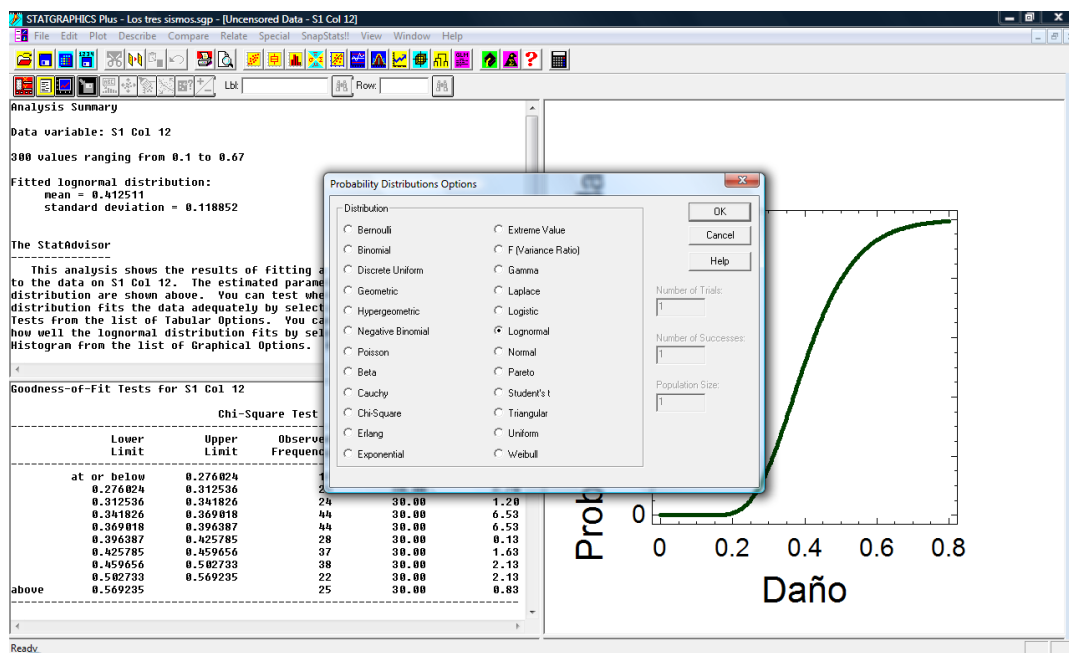 STATGRAPHICS Plus - Los tres sismos.sgp - [Uncensored Data - S1 Col 12]
File Edit Plot Describe Compare Relate Special SnapStats!! View Window Help
Lbl: Row:
Analysis Summary
Data variable: S1 Col 12
300 values ranging from 0.1 to 0.67
Fitted lognormal distribution:
mean = 0.412511
standard deviation = 0.118852
The StatAdvisor
---------------
This analysis shows the results of fitting a
to the data on S1 Col 12. The estimated parame
distribution are shown above. You can test whe
distribution fits the data adequately by select
Tests from the list of Tabular Options. You ca
how well the lognormal distribution fits by sel
Histogram from the list of Graphical Options.
Goodness-of-Fit Tests for S1 Col 12
Chi-Square Test
Lower Upper Observe
Limit Limit Frequenc
at or below 0.276024
0.276024 0.312536
0.312536 0.341826 24 30.00 1.20
0.341826 0.369018 44 30.00 6.53
0.369018 0.396387 44 30.00 6.53
0.396387 0.425785 28 30.00 0.13
0.425785 0.459656 37 30.00 1.63
0.459656 0.502733 38 30.00 2.13
0.502733 0.569235 22 30.00 2.13
above 0.569235 25 30.00 0.83
Ready
Probability Distributions Options
Distribution
Bernoulli
Binomial
Discrete Uniform
Geometric
Hypergeometric
Negative Binomial
Poisson
Beta
Cauchy
Chi-Square
Erlang
Exponential
Extreme Value
F (Variance Ratio)
Gamma
Laplace
Logistic
Lognormal
Normal
Pareto
Student's t
Triangular
Uniform
Weibull
OK
Cancel
Help
Number of Trials:
1
Number of Successes:
1
Population Size:
1
Prob
0
0 0.2 0.4 0.6 0.8
Daño